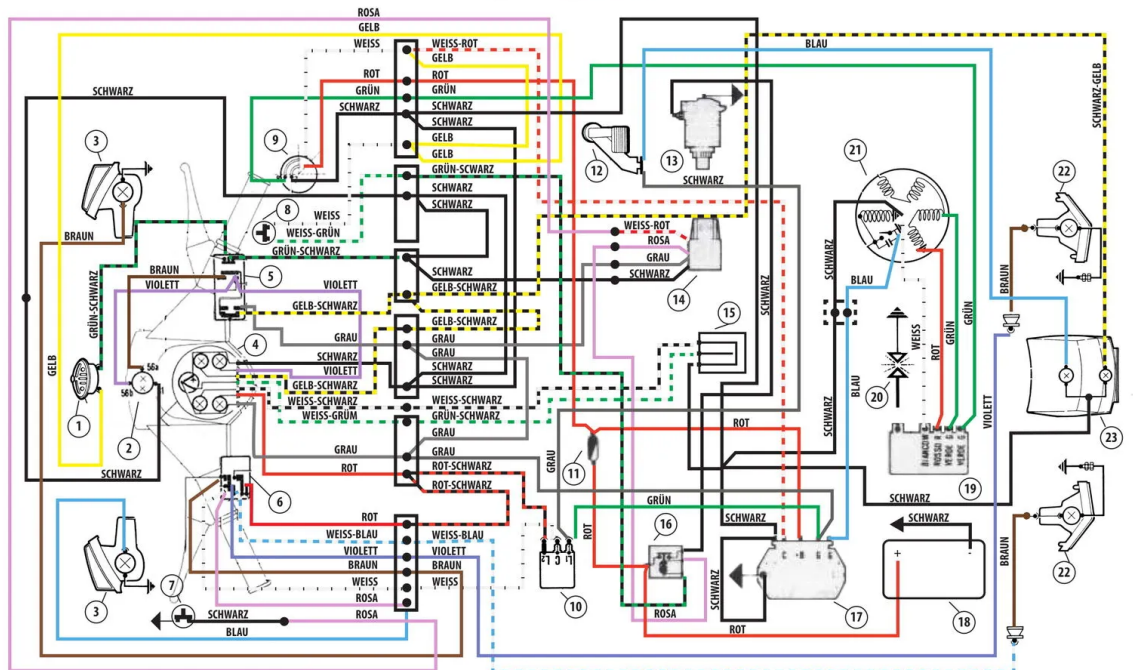 ROSA
GELB
WEISS
WEISS-ROT
GELB
BLAU
ROT
ROT
GRÜN
GRÜN
SCHWARZ
SCHWARZ
SCHWARZ
SCHWARZ
SCHWARZ-GELB
GELB
GELB
3
9
12
13
21
22
GRÜN-SCWARZ
SCHWARZ
SCHWARZ
8
WEISS
WEISS-GRÜN
WEISS-ROT
ROSA
GRAU
SCHWARZ
14
BRAUN
GRÜN-SCHWARZ
SCHWARZ
GELB-SCHWARZ
BRAUN
5
VIOLETT
VIOLETT
GELB-SCHWARZ
GRÜN-SCHWARZ
SCHWARZ
SCHWARZ
BLAU
BRAUN
15
GELB-SCHWARZ
GRAU
GRAU
4
SCHWARZ
SCHWARZ
VIOLETT
GELB-SCHWARZ
SCHWARZ
GELB
56a
56b
1
2
WEISS-SCHWARZ
WEISS-SCHWARZ
WEISS-GRÜM
GRÜN-SCHWARZ
WEISS
ROT
GRÜN
GRÜN
BLAU
20
VIOLETT
23
GRAU
GRAU
GRAU
ROT
ROT-SCHWARZ
ROT-SCHWARZ
GRAU
11
ROT
SCHWARZ
BIANCO
ROSSO
VERDE
VERDE
19
SCHWARZ
6
SCHWARZ
ROT
WEISS-BLAU
WEISS-BLAU
VIOLETT
VIOLETT
BRAUN
BRAUN
WEISS
WEISS
ROSA
3
7
SCHWARZ
ROSA
BLAU
GRÜN
ROT
16
10
ROSA
SCHWARZ
SCHWARZ
17
ROT
SCHWARZ
+
-
18
BRAUN
22